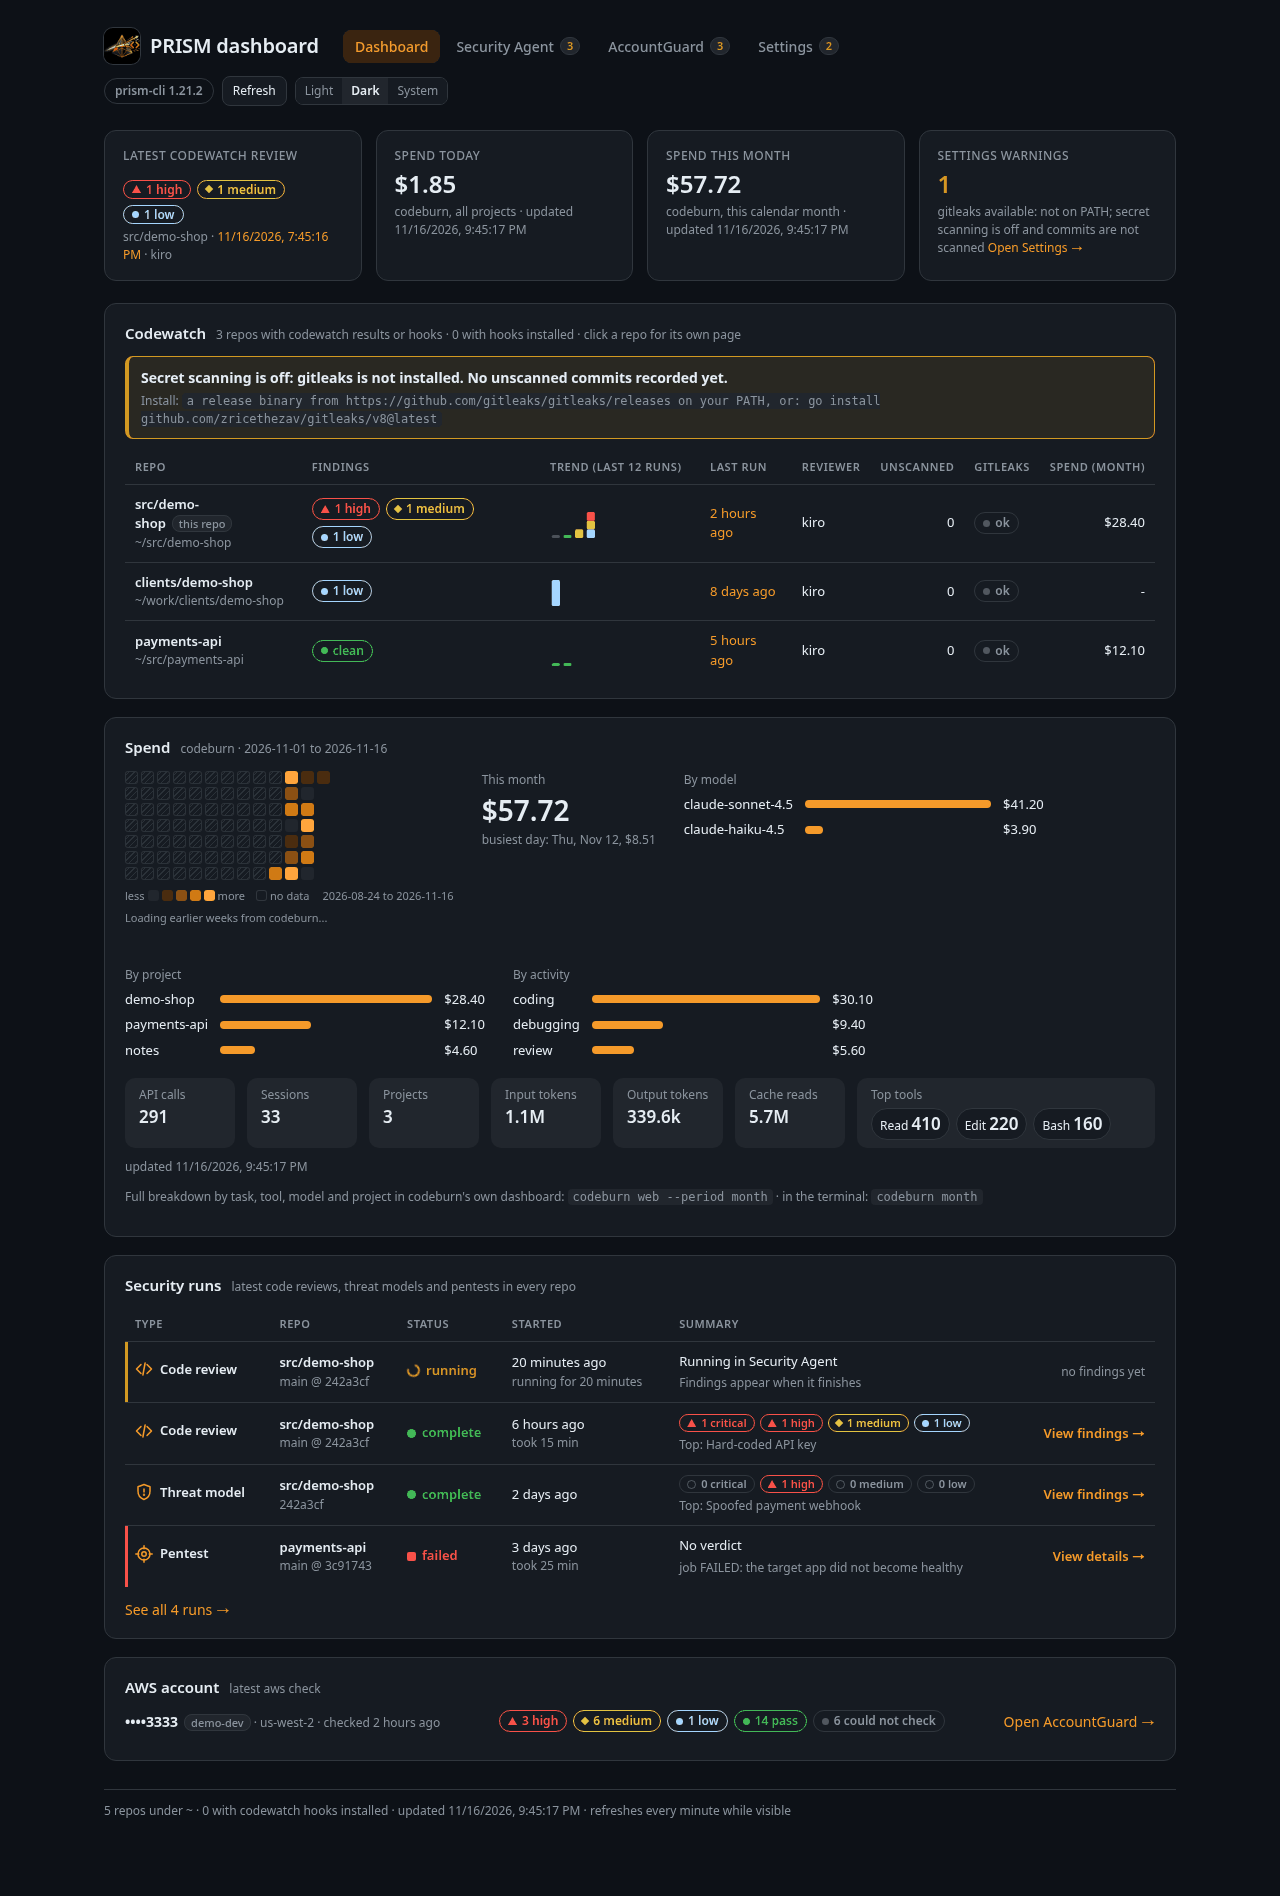 PRISM dashboard
Dashboard
Security Agent 3
AccountGuard 3
Settings 2
prism-cli 1.21.2
Refresh
Light Dark System
LATEST CODEWATCH REVIEW
1 high 1 medium
1 low
src/demo-shop · 11/16/2026, 7:45:16
PM · kiro
SPEND TODAY
$1.85
codeburn, all projects · updated
11/16/2026, 9:45:17 PM
SPEND THIS MONTH
$57.72
codeburn, this calendar month ·
updated 11/16/2026, 9:45:17 PM
SETTINGS WARNINGS
1
gitleaks available: not on PATH; secret
scanning is off and commits are not
scanned Open Settings →
Codewatch 3 repos with codewatch results or hooks · 0 with hooks installed · click a repo for its own page
Secret scanning is off: gitleaks is not installed. No unscanned commits recorded yet.
Install: a release binary from https://github.com/gitleaks/gitleaks/releases on your PATH, or: go install
github.com/zricethezav/gitleaks/v8@latest
REPO FINDINGS TREND (LAST 12 RUNS) LAST RUN REVIEWER UNSCANNED GITLEAKS SPEND (MONTH)
src/demo-
shop this repo
~/src/demo-shop
1 high 1 medium
1 low
2 hours
ago
kiro 0 ok $28.40
clients/demo-shop
~/work/clients/demo-shop
1 low
8 days ago
kiro 0 ok -
payments-api
~/src/payments-api
clean
5 hours
ago
kiro 0 ok $12.10
Spend codeburn · 2026-11-01 to 2026-11-16
less more no data 2026-08-24 to 2026-11-16
Loading earlier weeks from codeburn...
This month
$57.72
busiest day: Thu, Nov 12, $8.51
By model
claude-sonnet-4.5 $41.20
claude-haiku-4.5 $3.90
By project
demo-shop $28.40
payments-api $12.10
notes $4.60
By activity
coding $30.10
debugging $9.40
review $5.60
API calls
291
Sessions
33
Projects
3
Input tokens
1.1M
Output tokens
339.6k
Cache reads
5.7M
Top tools
Read 410 Edit 220 Bash 160
updated 11/16/2026, 9:45:17 PM
Full breakdown by task, tool, model and project in codeburn's own dashboard: codeburn web --period month · in the terminal: codeburn month
Security runs latest code reviews, threat models and pentests in every repo
TYPE REPO STATUS STARTED SUMMARY
Code review
src/demo-shop
main @ 242a3cf
running
20 minutes ago
running for 20 minutes
Running in Security Agent
Findings appear when it finishes
no findings yet
Code review
src/demo-shop
main @ 242a3cf
complete
6 hours ago
took 15 min
1 critical 1 high 1 medium 1 low
Top: Hard-coded API key
View findings →
Threat model
src/demo-shop
242a3cf
complete
2 days ago
0 critical 1 high 0 medium 0 low
Top: Spoofed payment webhook
View findings →
Pentest
payments-api
main @ 3c91743
failed
3 days ago
took 25 min
No verdict
job FAILED: the target app did not become healthy
View details →
See all 4 runs →
AWS account latest aws check
••••3333 demo-dev · us-west-2 · checked 2 hours ago
3 high 6 medium 1 low 14 pass 6 could not check
Open AccountGuard →
5 repos under ~ · 0 with codewatch hooks installed · updated 11/16/2026, 9:45:17 PM · refreshes every minute while visible